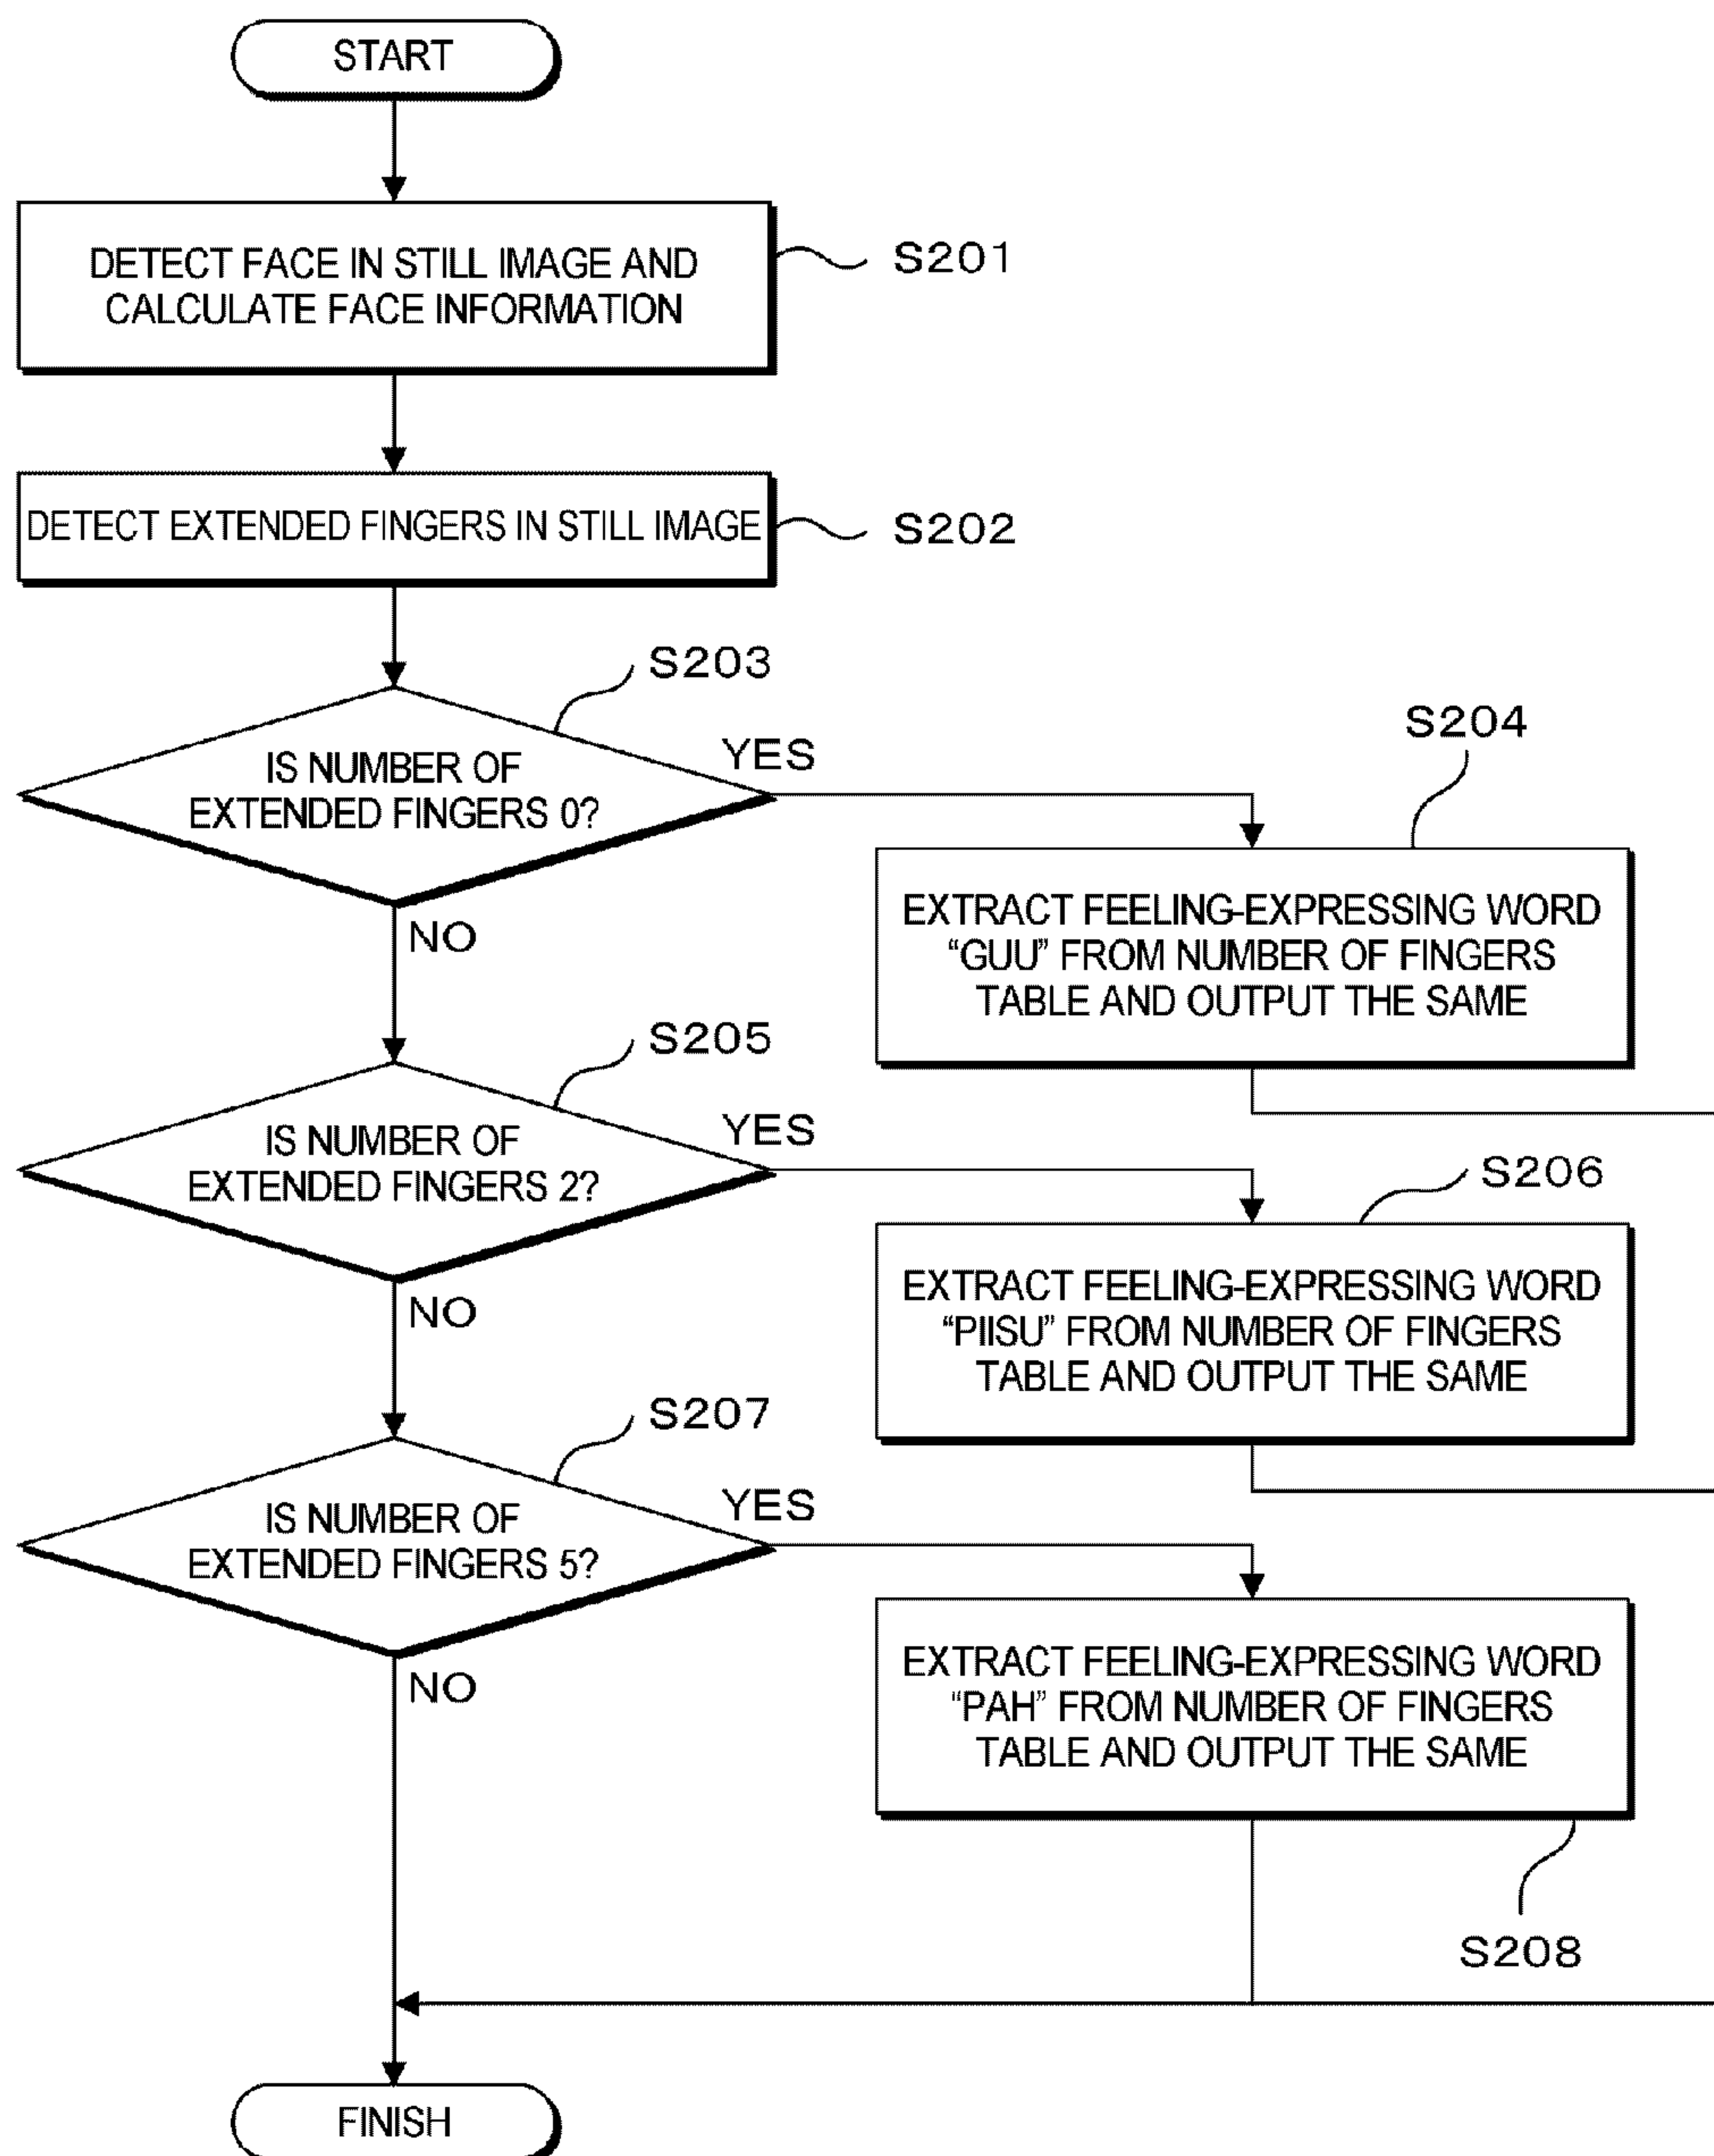 START
DETECT FACE IN STILL IMAGE AND
CALCULATE FACE INFORMATION
S201
DETECT EXTENDED FINGERS IN STILL IMAGE
S202
S203
IS NUMBER OF
EXTENDED FINGERS 0?
YES
NO
S204
EXTRACT FEELING-EXPRESSING WORD
“GUU” FROM NUMBER OF FINGERS
TABLE AND OUTPUT THE SAME
S205
IS NUMBER OF
EXTENDED FINGERS 2?
YES
NO
S206
EXTRACT FEELING-EXPRESSING WORD
“PIISU” FROM NUMBER OF FINGERS
TABLE AND OUTPUT THE SAME
S207
IS NUMBER OF
EXTENDED FINGERS 5?
YES
NO
EXTRACT FEELING-EXPRESSING WORD
“PAH” FROM NUMBER OF FINGERS
TABLE AND OUTPUT THE SAME
S208
FINISH